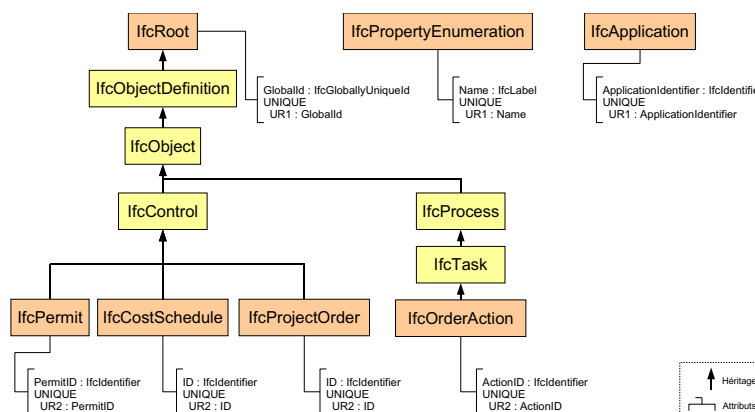 IfcRoot
IfcPropertyEnumeration
IfcApplication
GlobalId : IfcGloballyUniqueId
UNIQUE
UR1 : GlobalId
Name : IfcLabel
UNIQUE
UR1 : Name
ApplicationIdentifier : IfcIdentifie
UNIQUE
UR1 : ApplicationIdentifier
IfcObjectDefinition
IfcObject
IfcControl
IfcProcess
IfcTask
IfcPermit
IfcCostSchedule
IfcProjectOrder
IfcOrderAction
PermitID : IfcIdentifier
UNIQUE
UR2 : PermitID
ID : IfcIdentifier
UNIQUE
UR2 : ID
ID : IfcIdentifier
UNIQUE
UR2 : ID
ActionID : IfcIdentifier
UNIQUE
UR2 : ActionID
Héritage
Attributs